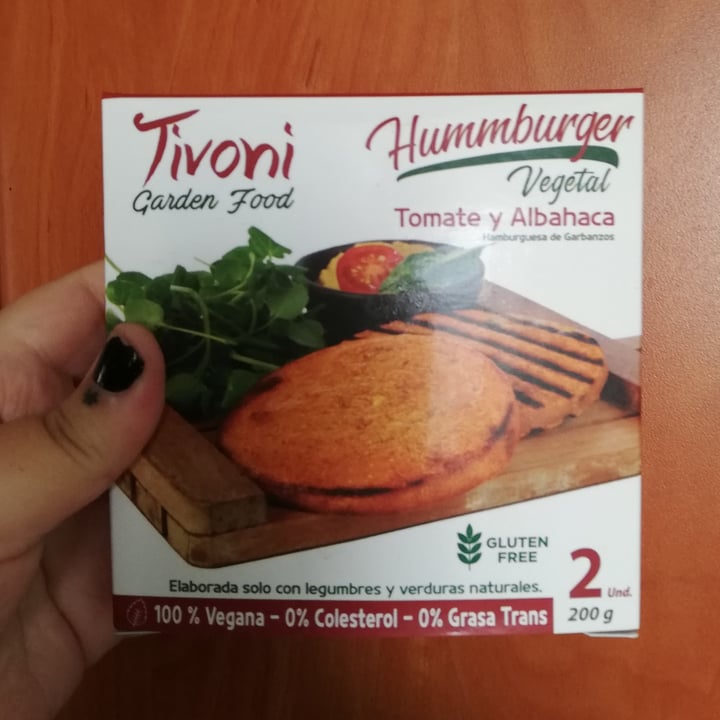 Tivoni
Garden Food
Hummburger
Vegetal
Tomate y Albahaca
Hamburguesa de Garbanzos
GLUTEN
FREE
2 Und.
200 g
Elaborada solo con legumbres y verduras naturales.
100 % Vegana - 0% Colesterol - 0% Grasa Trans